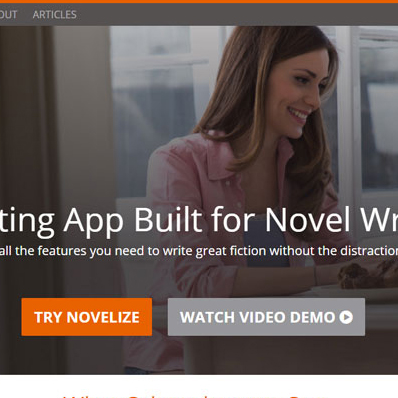 OUT ARTICLES
ting App Built for Novel Wr
all the features you need to write great fiction without the distraction
TRY NOVELIZE WATCH VIDEO DEMO